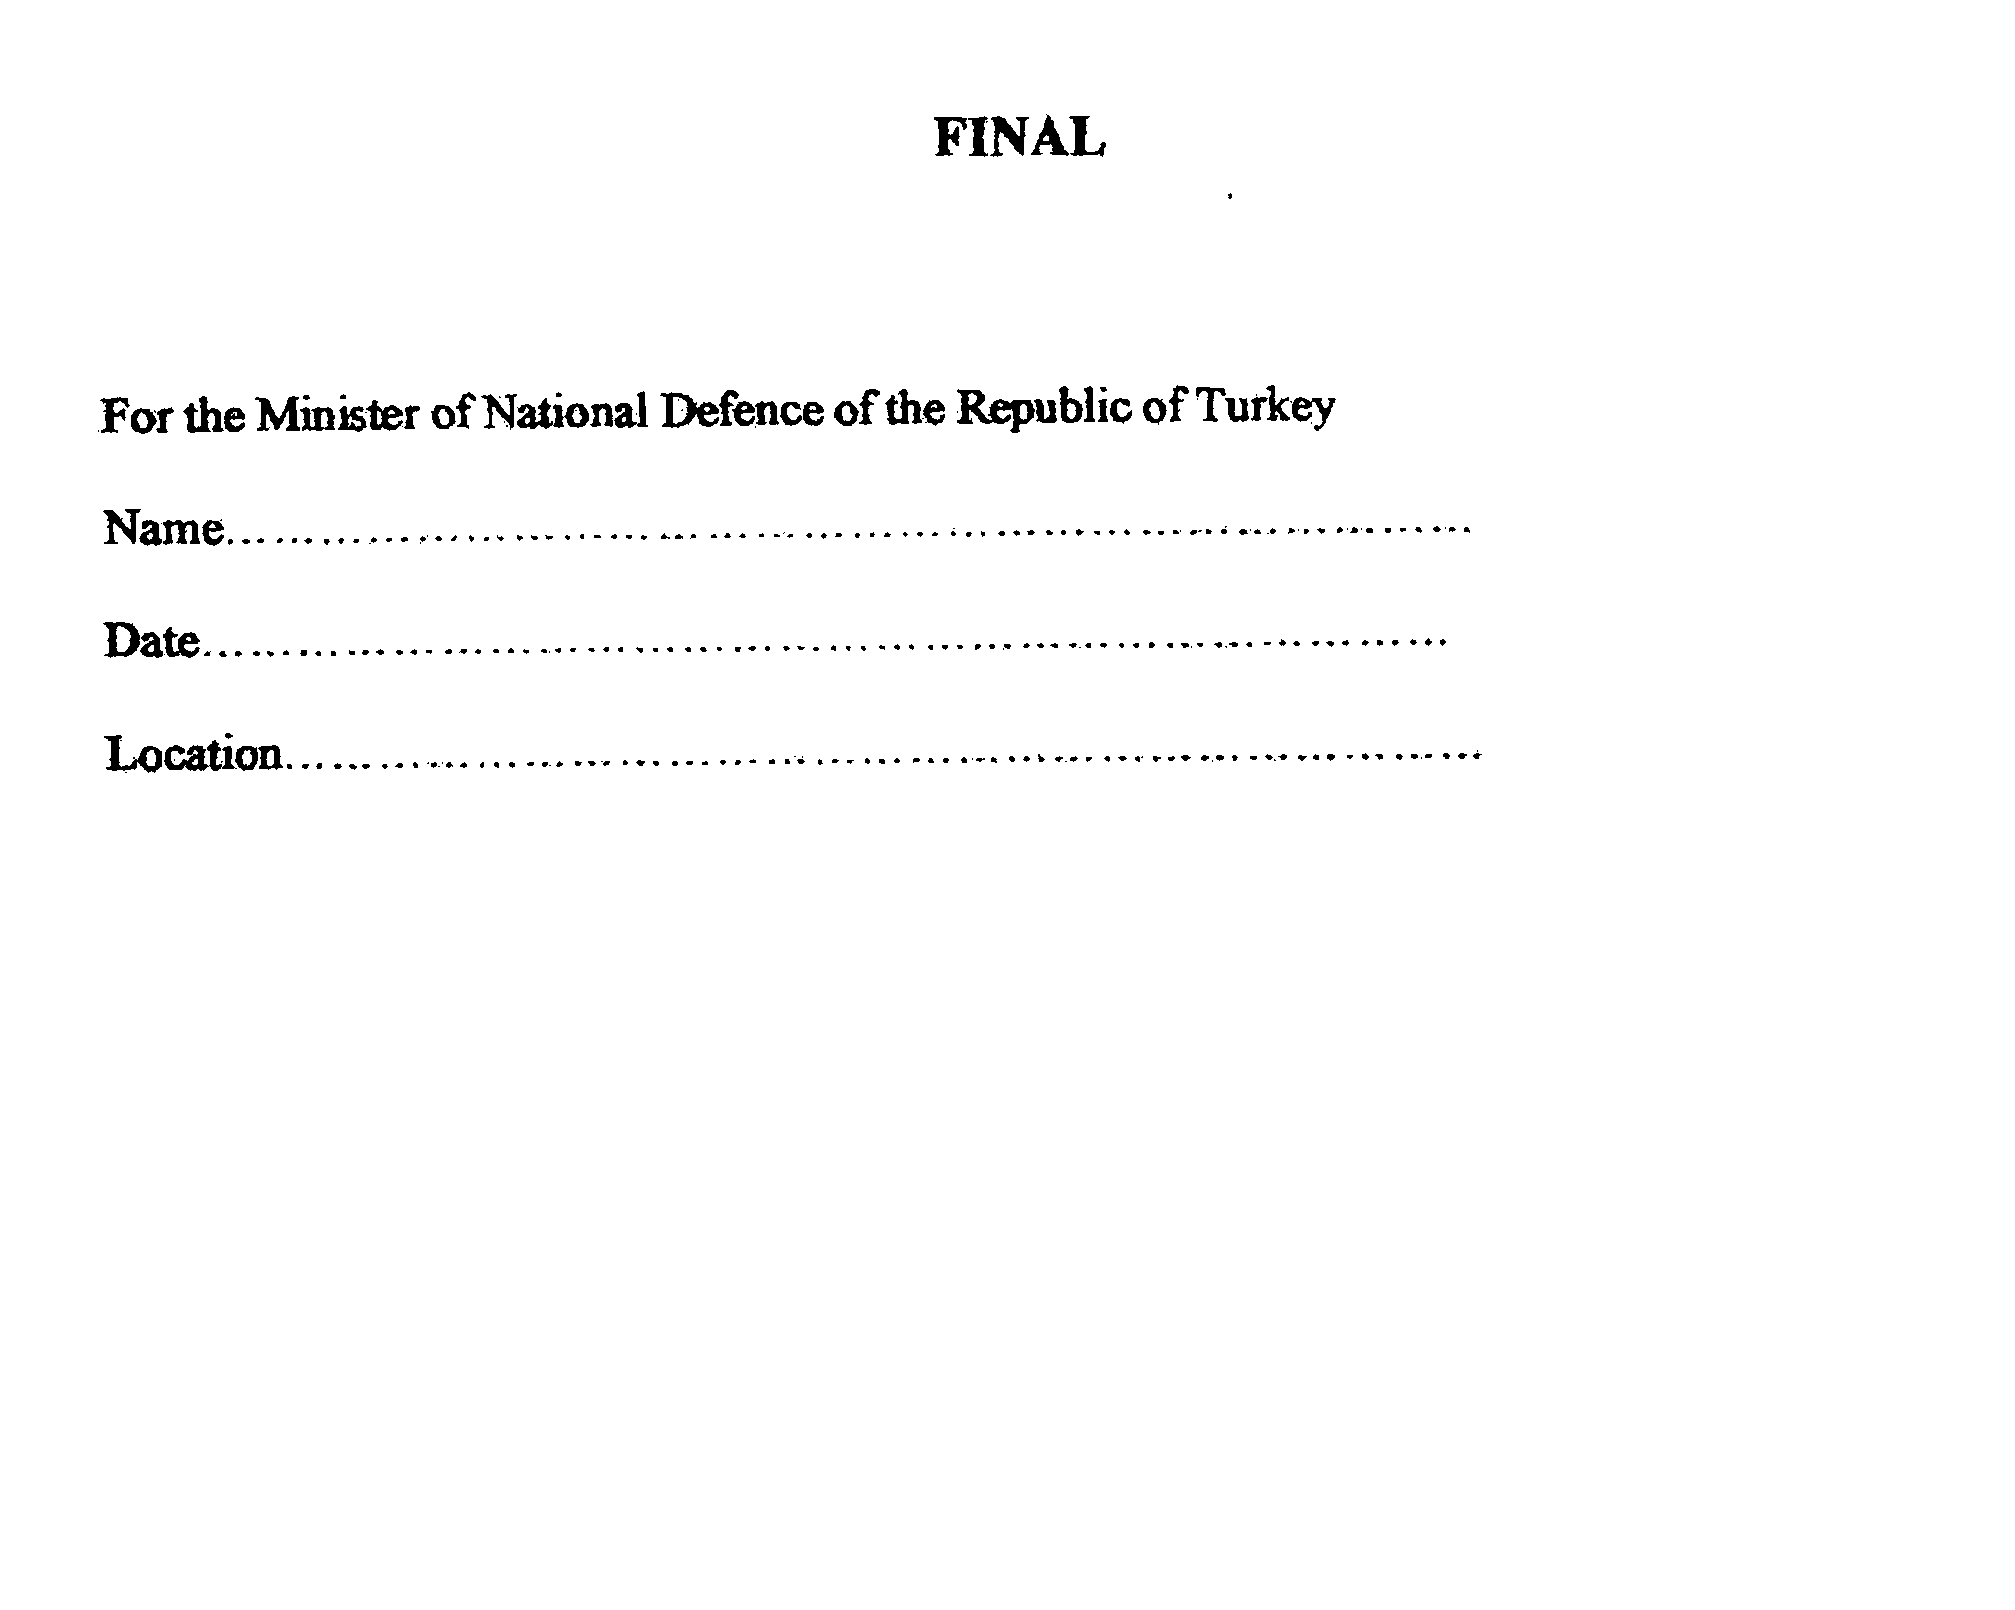 FINAL
For the Minister of National Defence of the Republic of Turkey
Name..............................................................................
Date..............................................................................
Location...........................................................................